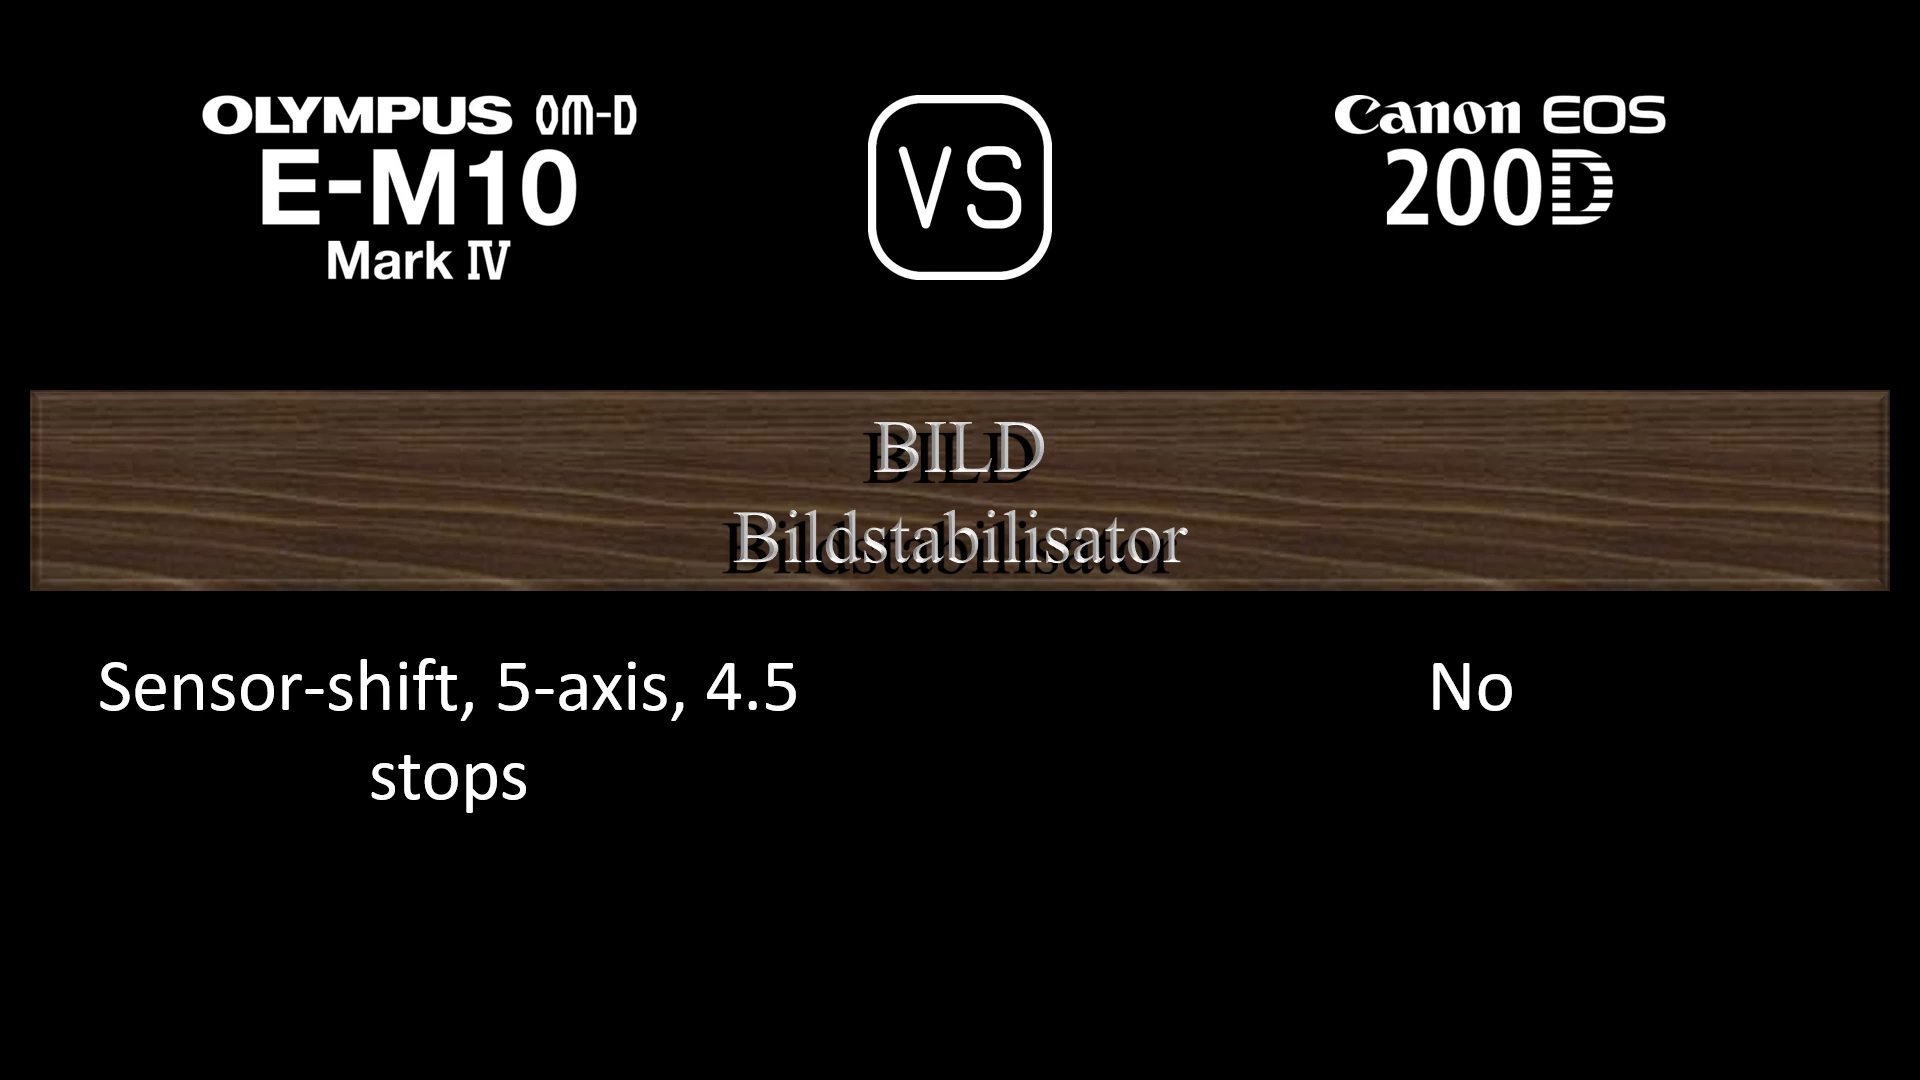 OLYMPUS OM-D
E-M10
Mark IV
VS
Canon EOS
200D
BILD
Bildstabilisator
Sensor-shift, 5-axis, 4.5
stops
No